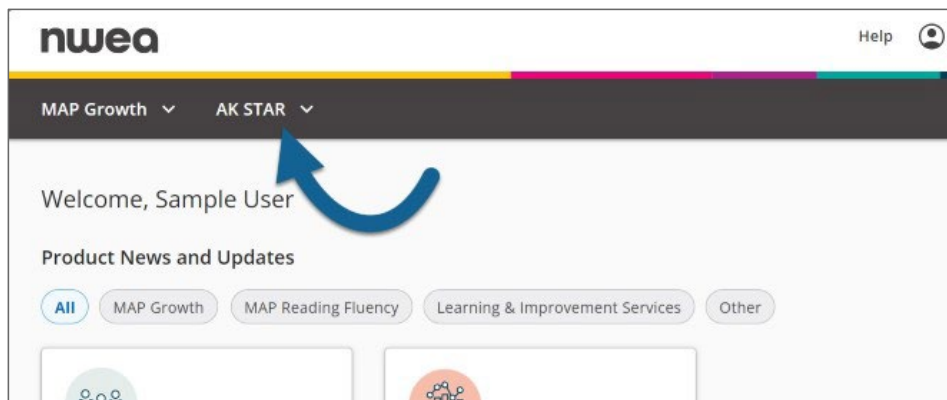 nwea
Help
MAP Growth AK STAR
Welcome, Sample User
Product News and Updates
All MAP Growth MAP Reading Fluency Learning & Improvement Services Other